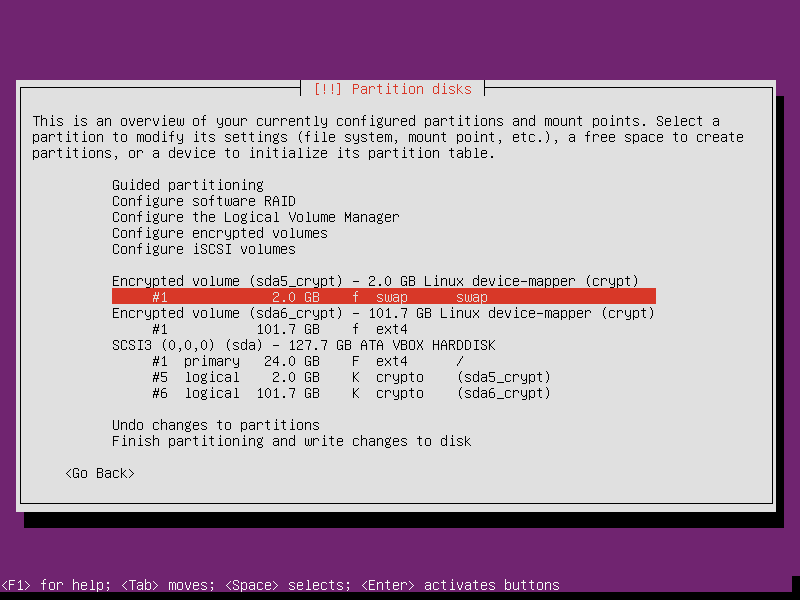 [!!] Partition disks
This is an overview of your currently configured partitions and mount points. Select a
partition to modify its settings (file system, mount point, etc.), a free space to create
partitions, or a device to initialize its partition table.
Guided partitioning
Configure software RAID
Configure the Logical Volume Manager
Configure encrypted volumes
Configure iSCSI volumes
Encrypted volume (sda5_crypt) - 2.0 GB Linux device-mapper (crypt)
#1 2.0 GB f swap swap
Encrypted volume (sda6_crypt) - 101.7 GB Linux device-mapper (crypt)
#1 101.7 GB f ext4
SCSI3 (0,0,0) (sda) - 127.7 GB ATA VBOX HARDDISK
#1 primary 24.0 GB F ext4 /
#5 logical 2.0 GB K crypto (sda5_crypt)
#6 logical 101.7 GB K crypto (sda6_crypt)
Undo changes to partitions
Finish partitioning and write changes to disk
<Go Back>
<F1> for help; <Tab> moves; <Space> selects; <Enter> activates buttons